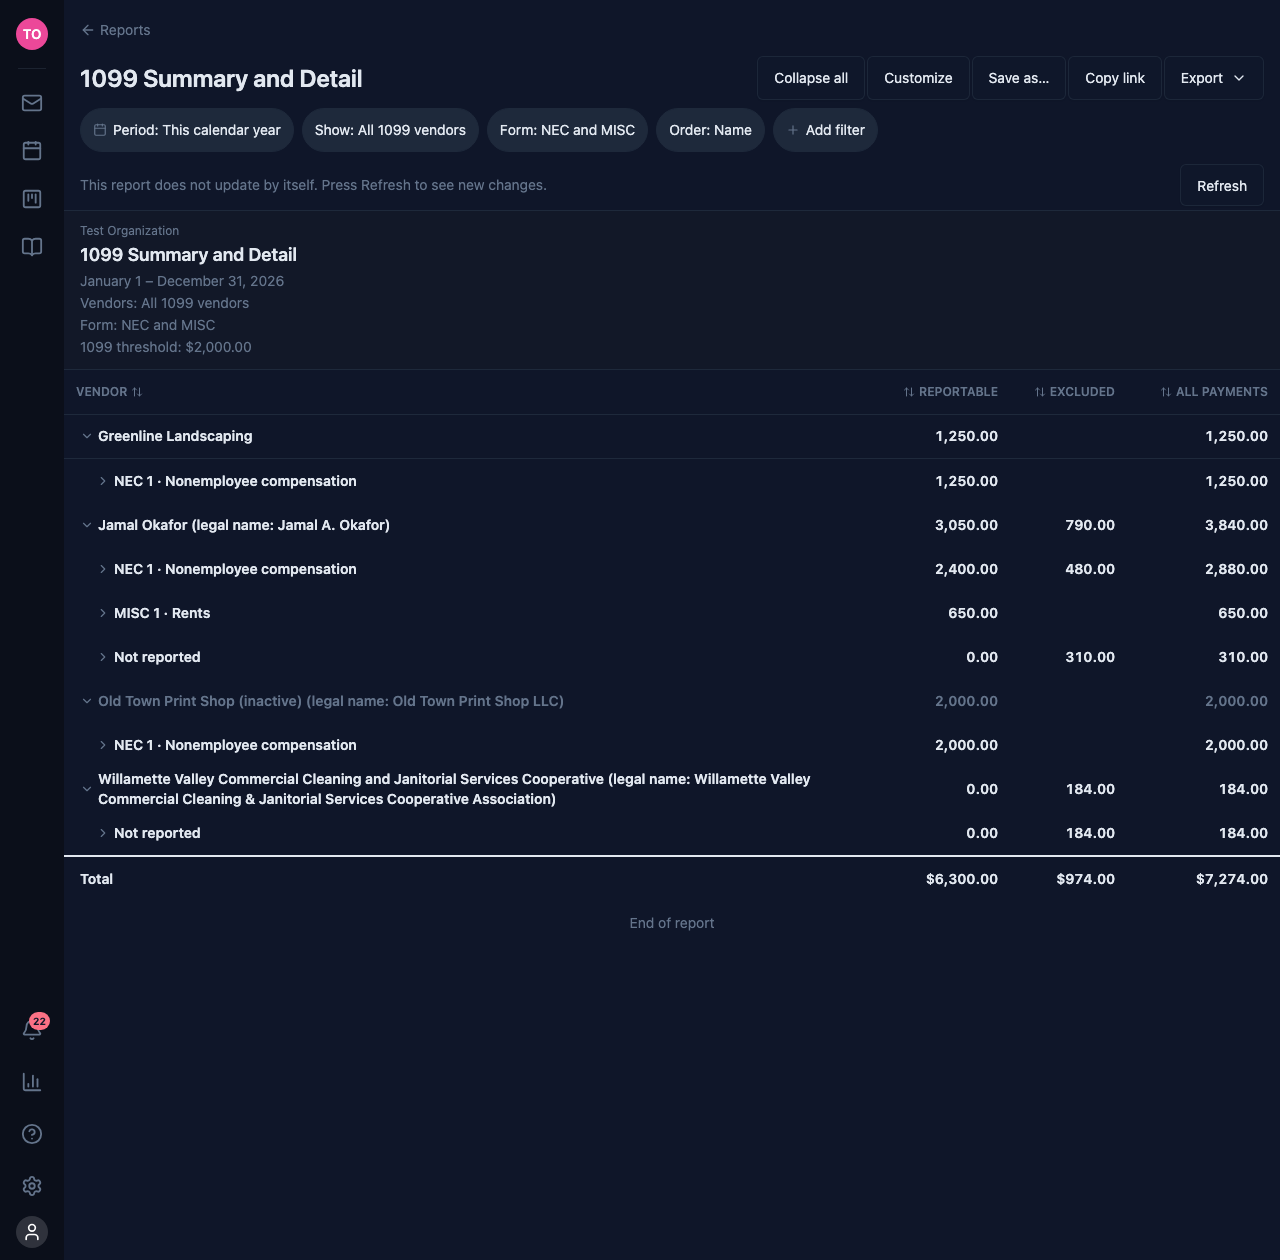 TO
Reports
1099 Summary and Detail
Collapse all
Customize
Save as...
Copy link
Export
Period: This calendar year
Show: All 1099 vendors
Form: NEC and MISC
Order: Name
Add filter
This report does not update by itself. Press Refresh to see new changes.
Refresh
Test Organization
1099 Summary and Detail
January 1 – December 31, 2026
Vendors: All 1099 vendors
Form: NEC and MISC
1099 threshold: $2,000.00
VENDOR REPORTABLE EXCLUDED ALL PAYMENTS
Greenline Landscaping 1,250.00 1,250.00
NEC 1 · Nonemployee compensation 1,250.00 1,250.00
Jamal Okafor (legal name: Jamal A. Okafor) 3,050.00 790.00 3,840.00
NEC 1 · Nonemployee compensation 2,400.00 480.00 2,880.00
MISC 1 · Rents 650.00 650.00
Not reported 0.00 310.00 310.00
Old Town Print Shop (inactive) (legal name: Old Town Print Shop LLC) 2,000.00 2,000.00
NEC 1 · Nonemployee compensation 2,000.00 2,000.00
Willamette Valley Commercial Cleaning and Janitorial Services Cooperative (legal name: Willamette Valley
Commercial Cleaning & Janitorial Services Cooperative Association) 0.00 184.00 184.00
Not reported 0.00 184.00 184.00
Total $6,300.00 $974.00 $7,274.00
End of report
22